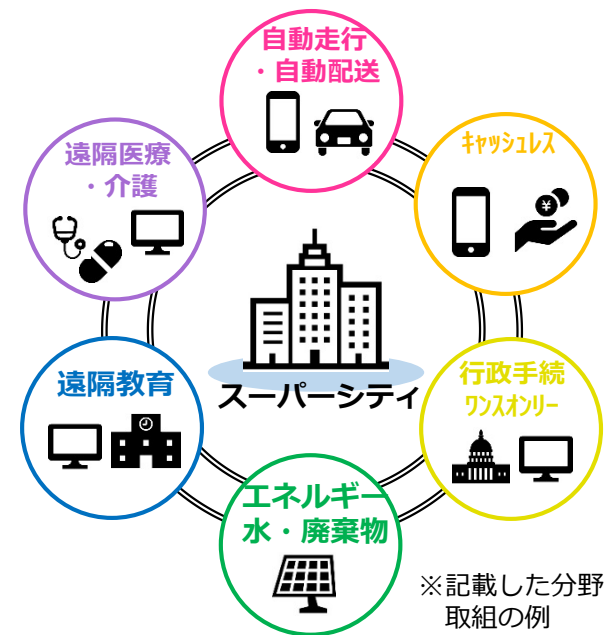 自動走行
・自動配送
遠隔医療
・介護
ｷｬｯｼｭﾚｽ
¥
スーパーシティ
遠隔教育
行政手続
ﾜﾝｽｵﾝﾘｰ
エネルギー
水・廃棄物
※記載した分野
取組の例